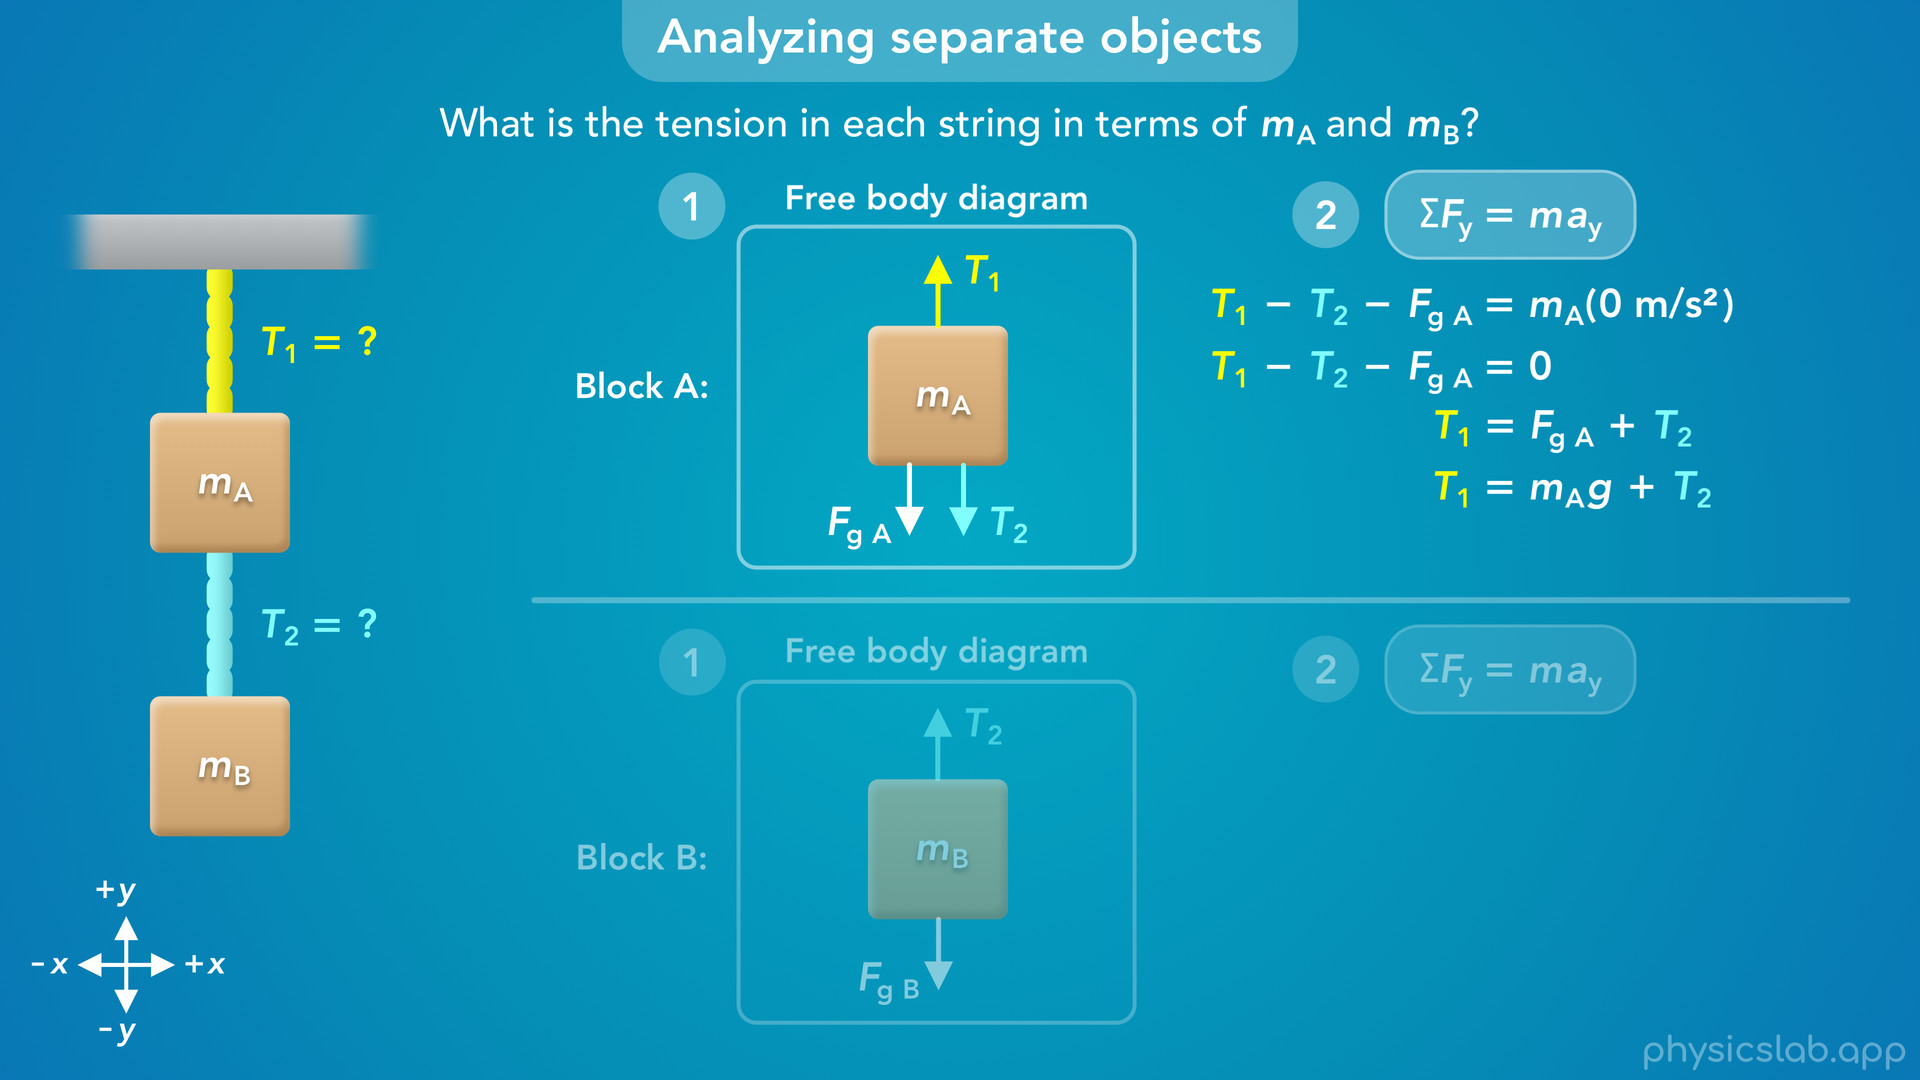 Analyzing separate objects
What is the tension in each string in terms of mA and mB?
T1 = ?
mA
T2 = ?
mB
+y
-x
+x
-y
1
Free body diagram
Block A:
T1
mA
Fg A
T2
2
ΣFy = may
T1 − T2 − Fg A = mA(0 m/s²)
T1 − T2 − Fg A = 0
T1 = Fg A + T2
T1 = mAg + T2
1
Free body diagram
Block B:
T2
mB
Fg B
2
ΣFy = may
physicslab.app